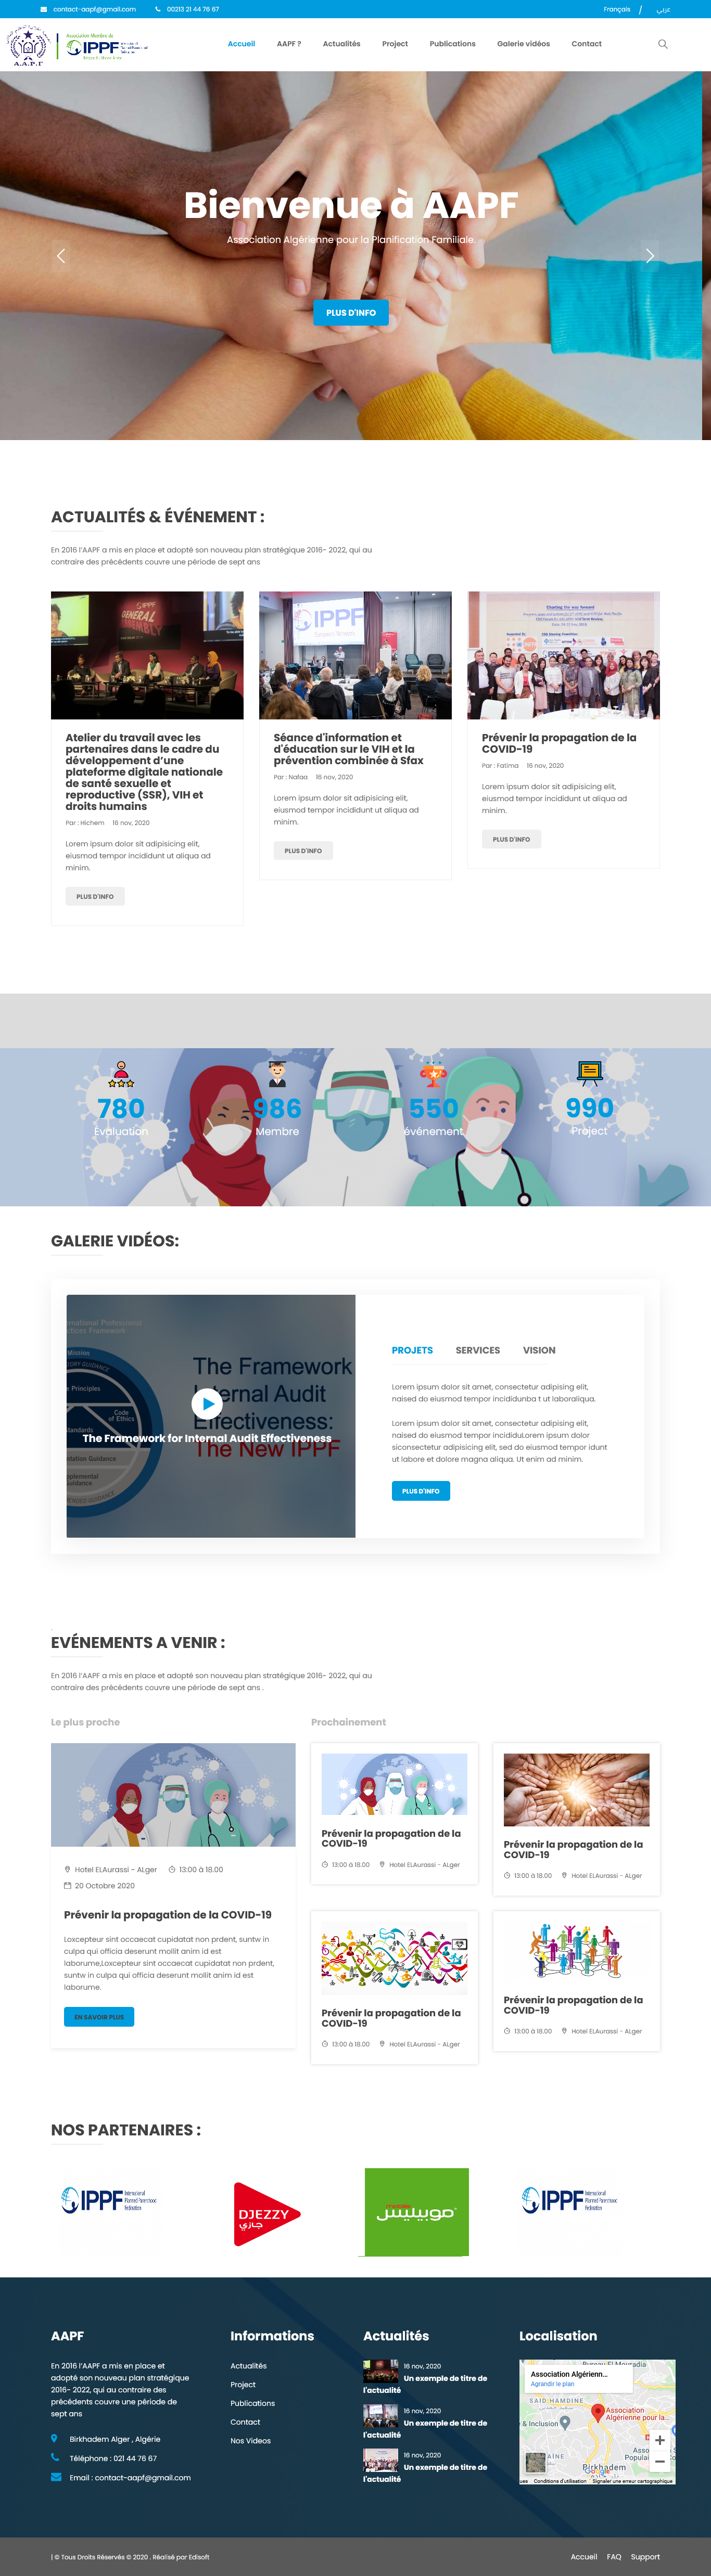 contact-aapf@gmail.com 00213 21 44 76 67 Français / عربي
A.A.P.F Association Membre de IPPF
Accueil AAPF ? Actualités Project Publications Galerie vidéos Contact
Bienvenue à AAPF
Association Algérienne pour la Planification Familiale.
PLUS D'INFO
ACTUALITÉS & ÉVÉNEMENT :
En 2016 l'AAPF a mis en place et adopté son nouveau plan stratégique 2016- 2022, qui au
contraire des précédents couvre une période de sept ans
Atelier du travail avec les
partenaires dans le cadre du
développement d'une
plateforme digitale nationale
de santé sexuelle et
reproductive (SSR), VIH et
droits humains
Par : Hichem 16 nov, 2020
Lorem ipsum dolor sit adipisicing elit,
eiusmod tempor incididunt ut aliqua ad
minim.
PLUS D'INFO
IPPF
Séance d'information et
d'éducation sur le VIH et la
prévention combinée à Sfax
Par : Nafaa 16 nov, 2020
Lorem ipsum dolor sit adipisicing elit,
eiusmod tempor incididunt ut aliqua ad
minim.
PLUS D'INFO
Charting the way forward
Prévenir la propagation de la
COVID-19
Par : Fatima 16 nov, 2020
Lorem ipsum dolor sit adipisicing elit,
eiusmod tempor incididunt ut aliqua ad
minim.
PLUS D'INFO
780 986 550 990
Évaluation Membre événement Project
GALERIE VIDÉOS:
The Framework
Internal Audit
Effectiveness:
The New IPPF
Code
of Ethics
The Framework for Internal Audit Effectiveness
PROJETS SERVICES VISION
Lorem ipsum dolor sit amet, consectetur adipising elit,
naised do eiusmod tempor incididunba t ut laboraliqua.
Lorem ipsum dolor sit amet, consectetur adipising elit,
naised do eiusmod tempor incididuLorem ipsum dolor
siconsectetur adipisicing elit, sed do eiusmod tempor idunt
ut labore et dolore magna aliqua. Ut enim ad minim.
PLUS D'INFO
EVÉNEMENTS A VENIR :
En 2016 l'AAPF a mis en place et adopté son nouveau plan stratégique 2016- 2022, qui au
contraire des précédents couvre une période de sept ans .
Le plus proche
Hotel ELAurassi - ALger 13:00 à 18.00
20 Octobre 2020
Prévenir la propagation de la COVID-19
Loxcepteur sint occaecat cupidatat non prdent, suntw in
culpa qui officia deserunt mollit anim id est
laborume,Loxcepteur sint occaecat cupidatat non prdent,
suntw in culpa qui officia deserunt mollit anim id est
laborume.
EN SAVOIR PLUS
Prochainement
Prévenir la propagation de la
COVID-19
13:00 à 18.00 Hotel ELAurassi - ALger
Prévenir la propagation de la
COVID-19
13:00 à 18.00 Hotel ELAurassi - ALger
Prévenir la propagation de la
COVID-19
13:00 à 18.00 Hotel ELAurassi - ALger
Prévenir la propagation de la
COVID-19
13:00 à 18.00 Hotel ELAurassi - ALger
NOS PARTENAIRES :
IPPF International
Planned Parenthood
Federation
DJEZZY
جازي
موبيليس
IPPF International
Planned Parenthood
Federation
AAPF
En 2016 l'AAPF a mis en place et
adopté son nouveau plan stratégique
2016- 2022, qui au contraire des
précédents couvre une période de
sept ans
Birkhadem Alger , Algérie
Téléphone : 021 44 76 67
Email : contact-aapf@gmail.com
Informations
Actualités
Project
Publications
Contact
Nos Videos
Actualités
16 nov, 2020
Un exemple de titre de
l'actualité
16 nov, 2020
Un exemple de titre de
l'actualité
16 nov, 2020
Un exemple de titre de
l'actualité
Localisation
Association Algérienn...
Agrandir le plan
SAID HAMDINE
Association
Algérienne pour la...
& Inclusion
Birkhadem
Google
Conditions d'utilisation Signaler une erreur cartographique
| © Tous Droits Réservés © 2020 . Réalisé par Edisoft
Accueil FAQ Support